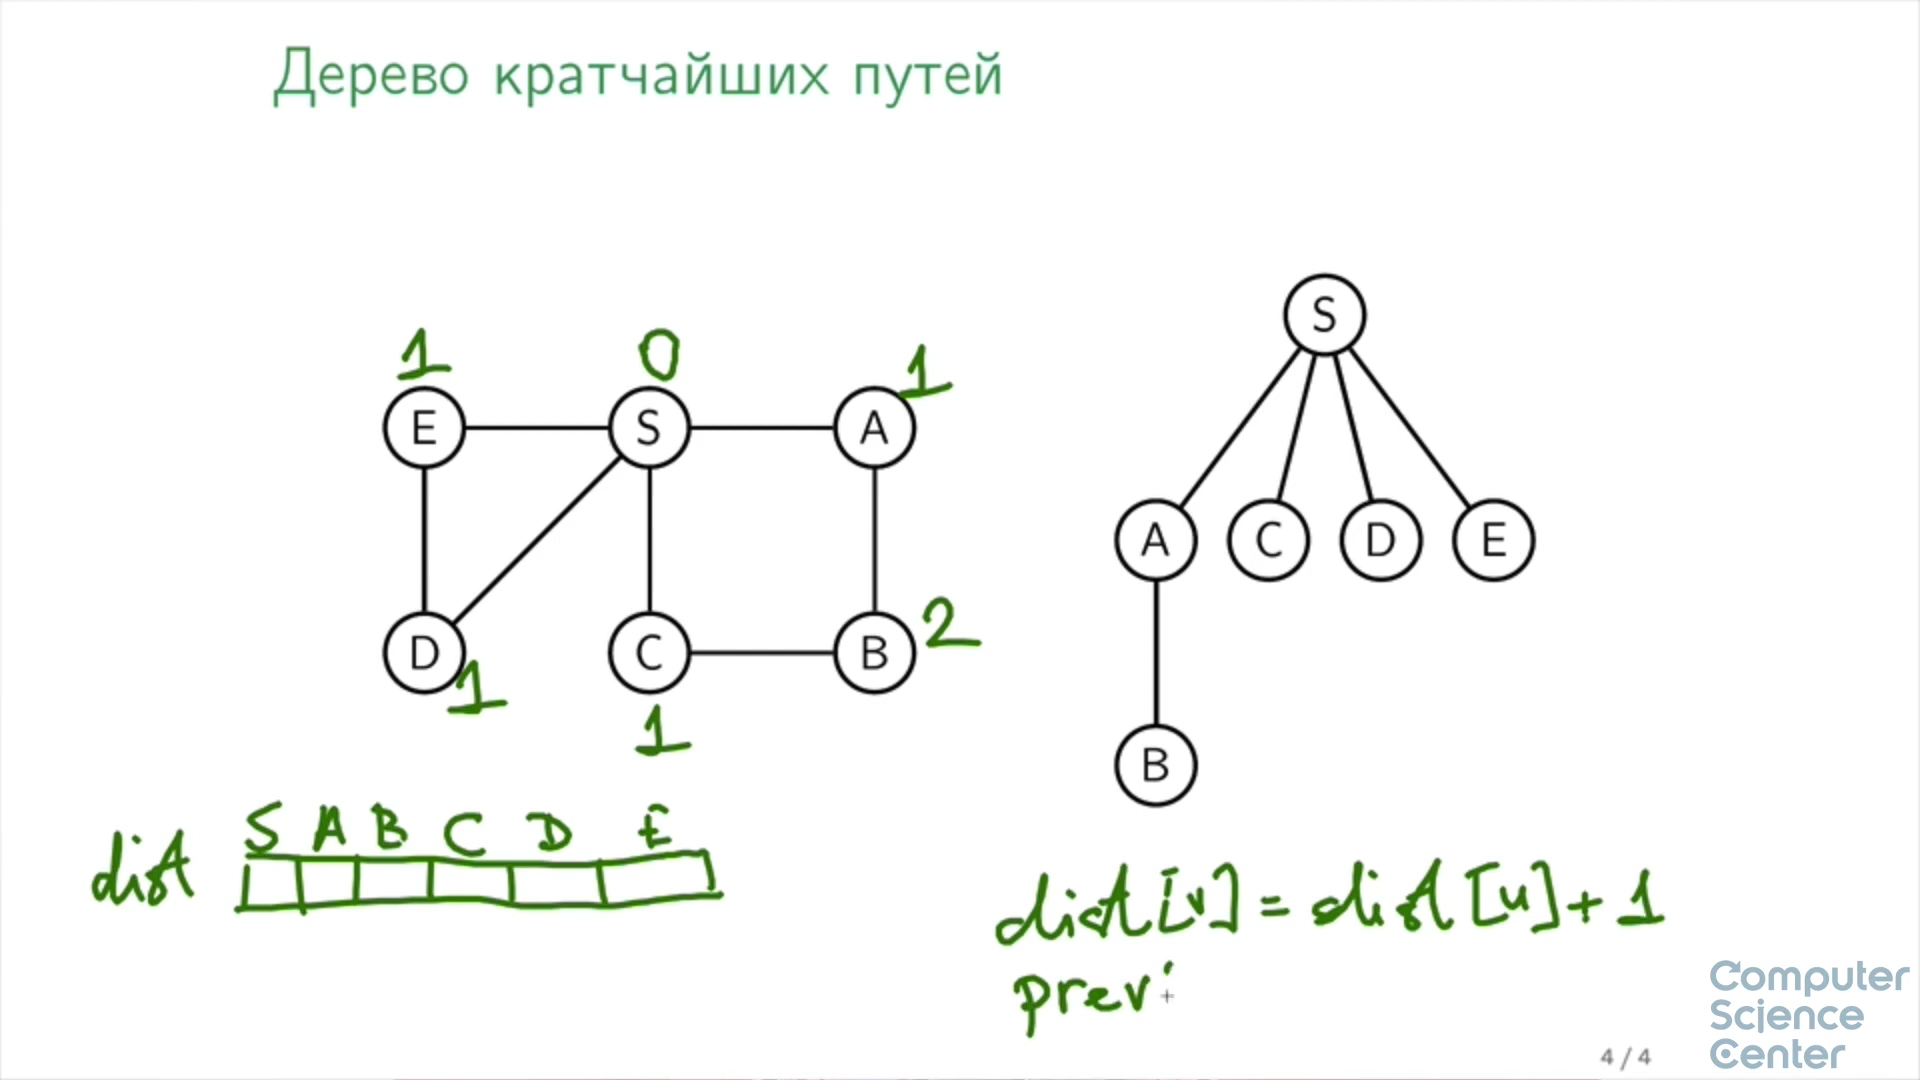 Дерево кратчайших путей
1 0 1
E S A
D C B 2
1
1
S
A C D E
B
S A B C D E
dist
dist[v] = dist[u] + 1
prev
Computer
Science
Center
4 / 4